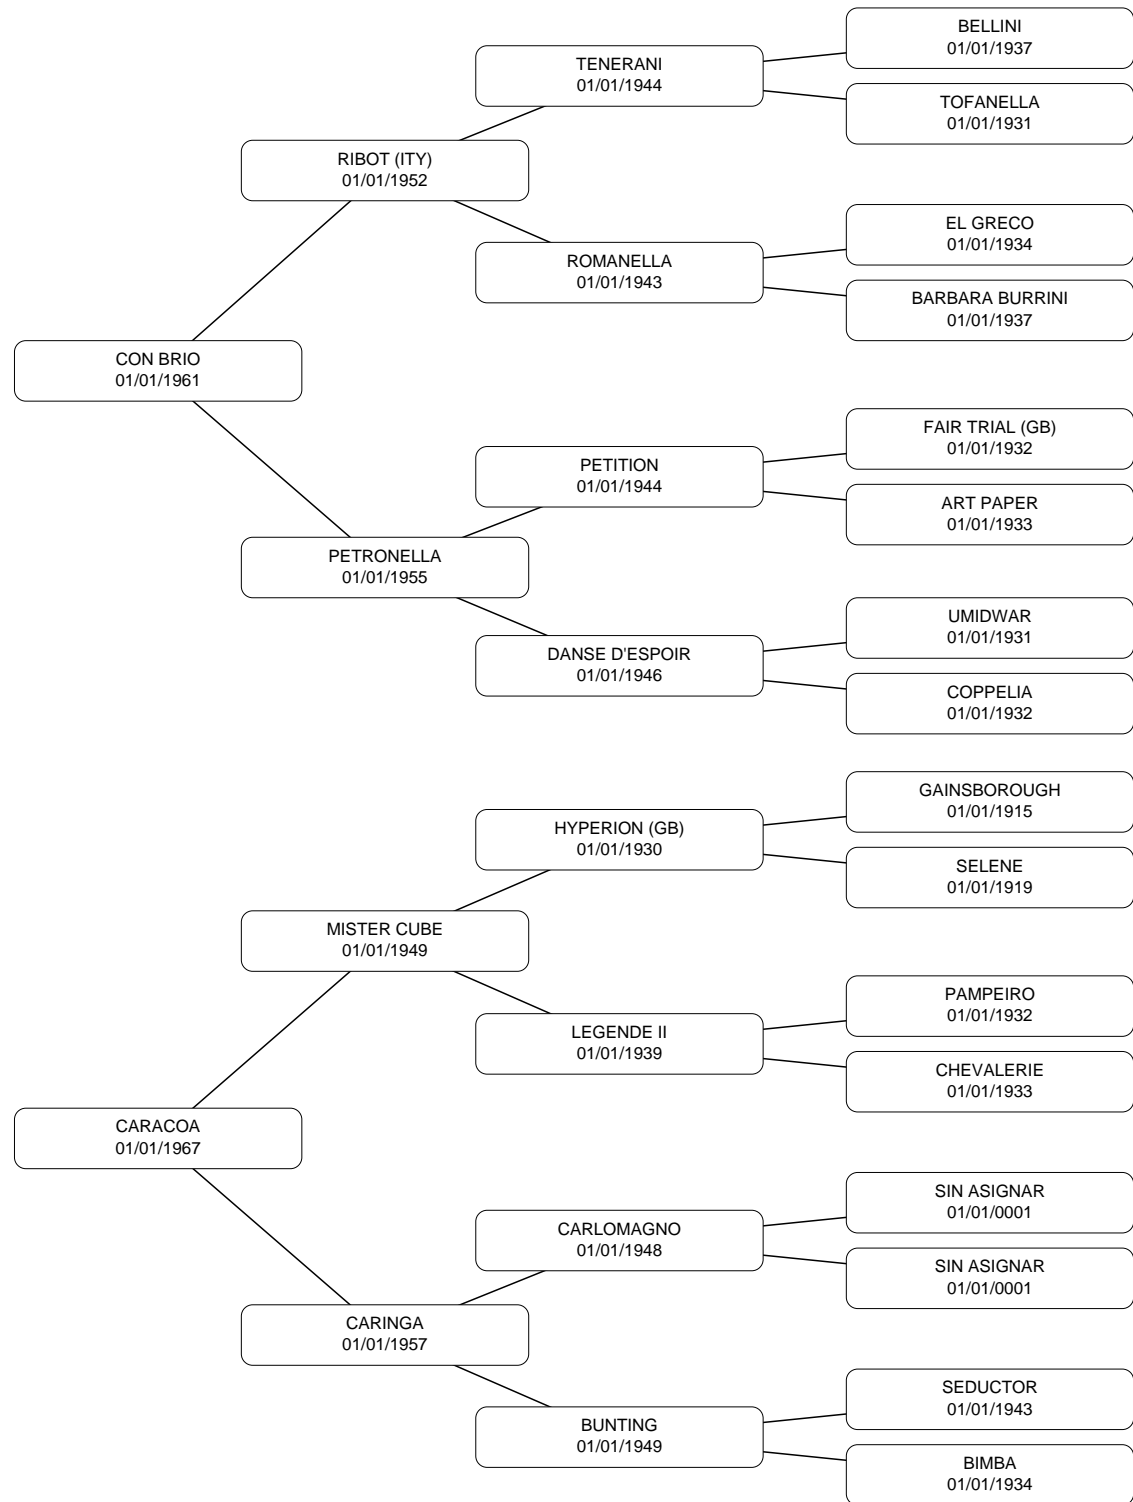 BELLINI
01/01/1937
TENERANI
01/01/1944
TOFANELLA
01/01/1931
RIBOT (ITY)
01/01/1952
EL GRECO
01/01/1934
ROMANELLA
01/01/1943
BARBARA BURRINI
01/01/1937
CON BRIO
01/01/1961
FAIR TRIAL (GB)
01/01/1932
PETITION
01/01/1944
ART PAPER
01/01/1933
PETRONELLA
01/01/1955
UMIDWAR
01/01/1931
DANSE D'ESPOIR
01/01/1946
COPPELIA
01/01/1932
GAINSBOROUGH
01/01/1915
HYPERION (GB)
01/01/1930
SELENE
01/01/1919
MISTER CUBE
01/01/1949
PAMPEIRO
01/01/1932
LEGENDE II
01/01/1939
CHEVALERIE
01/01/1933
CARACOA
01/01/1967
SIN ASIGNAR
01/01/0001
CARLOMAGNO
01/01/1948
SIN ASIGNAR
01/01/0001
CARINGA
01/01/1957
SEDUCTOR
01/01/1943
BUNTING
01/01/1949
BIMBA
01/01/1934